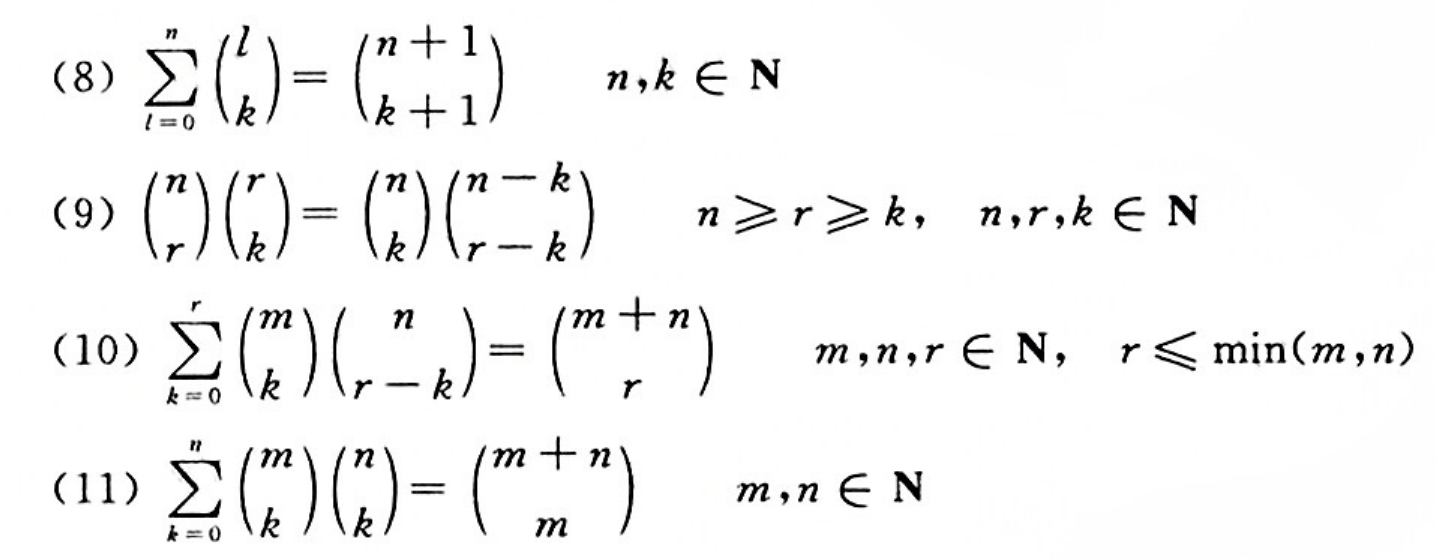 (8) $\sum_{l=0}^{n} \binom{l}{k} = \binom{n+1}{k+1}$  $n,k \in \mathbf{N}$
(9) $\binom{n}{r}\binom{r}{k} = \binom{n}{k}\binom{n-k}{r-k}$  $n \geqslant r \geqslant k,\ n,r,k \in \mathbf{N}$
(10) $\sum_{k=0}^{r} \binom{m}{k}\binom{n}{r-k} = \binom{m+n}{r}$  $m,n,r \in \mathbf{N},\ r \leqslant \min(m,n)$
(11) $\sum_{k=0}^{n} \binom{m}{k}\binom{n}{k} = \binom{m+n}{m}$  $m,n \in \mathbf{N}$